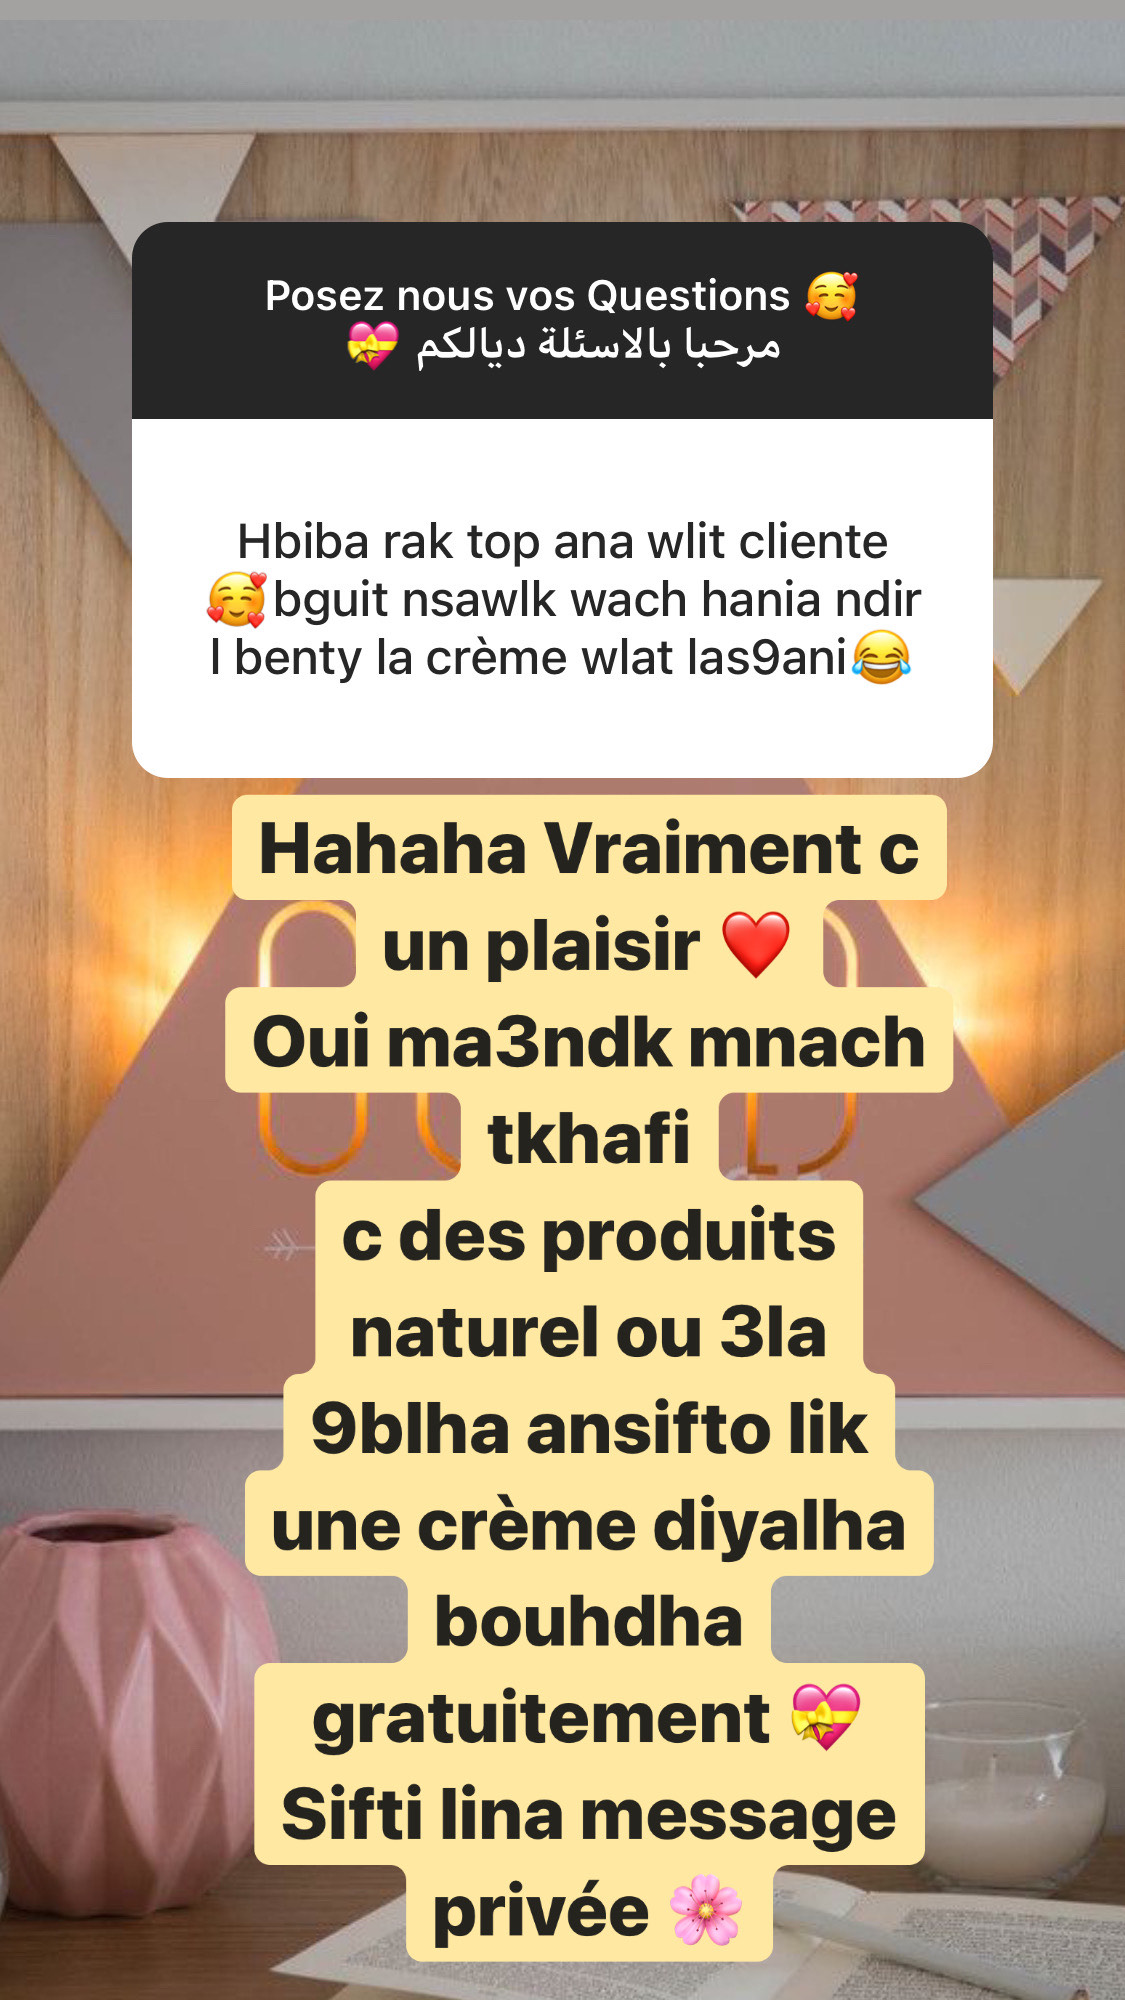 Posez nous vos Questions 🥰
مرحبا بالاسئلة ديالكم 💝
Hbiba rak top ana wlit cliente
🥰bguit nsawlk wach hania ndir
l benty la crème wlat las9ani😂
Hahaha Vraiment c
un plaisir ❤️
Oui ma3ndk mnach
tkhafi
c des produits
naturel ou 3la
9blha ansifto lik
une crème diyalha
bouhdha
gratuitement 💝
Sifti lina message
privée 🌸